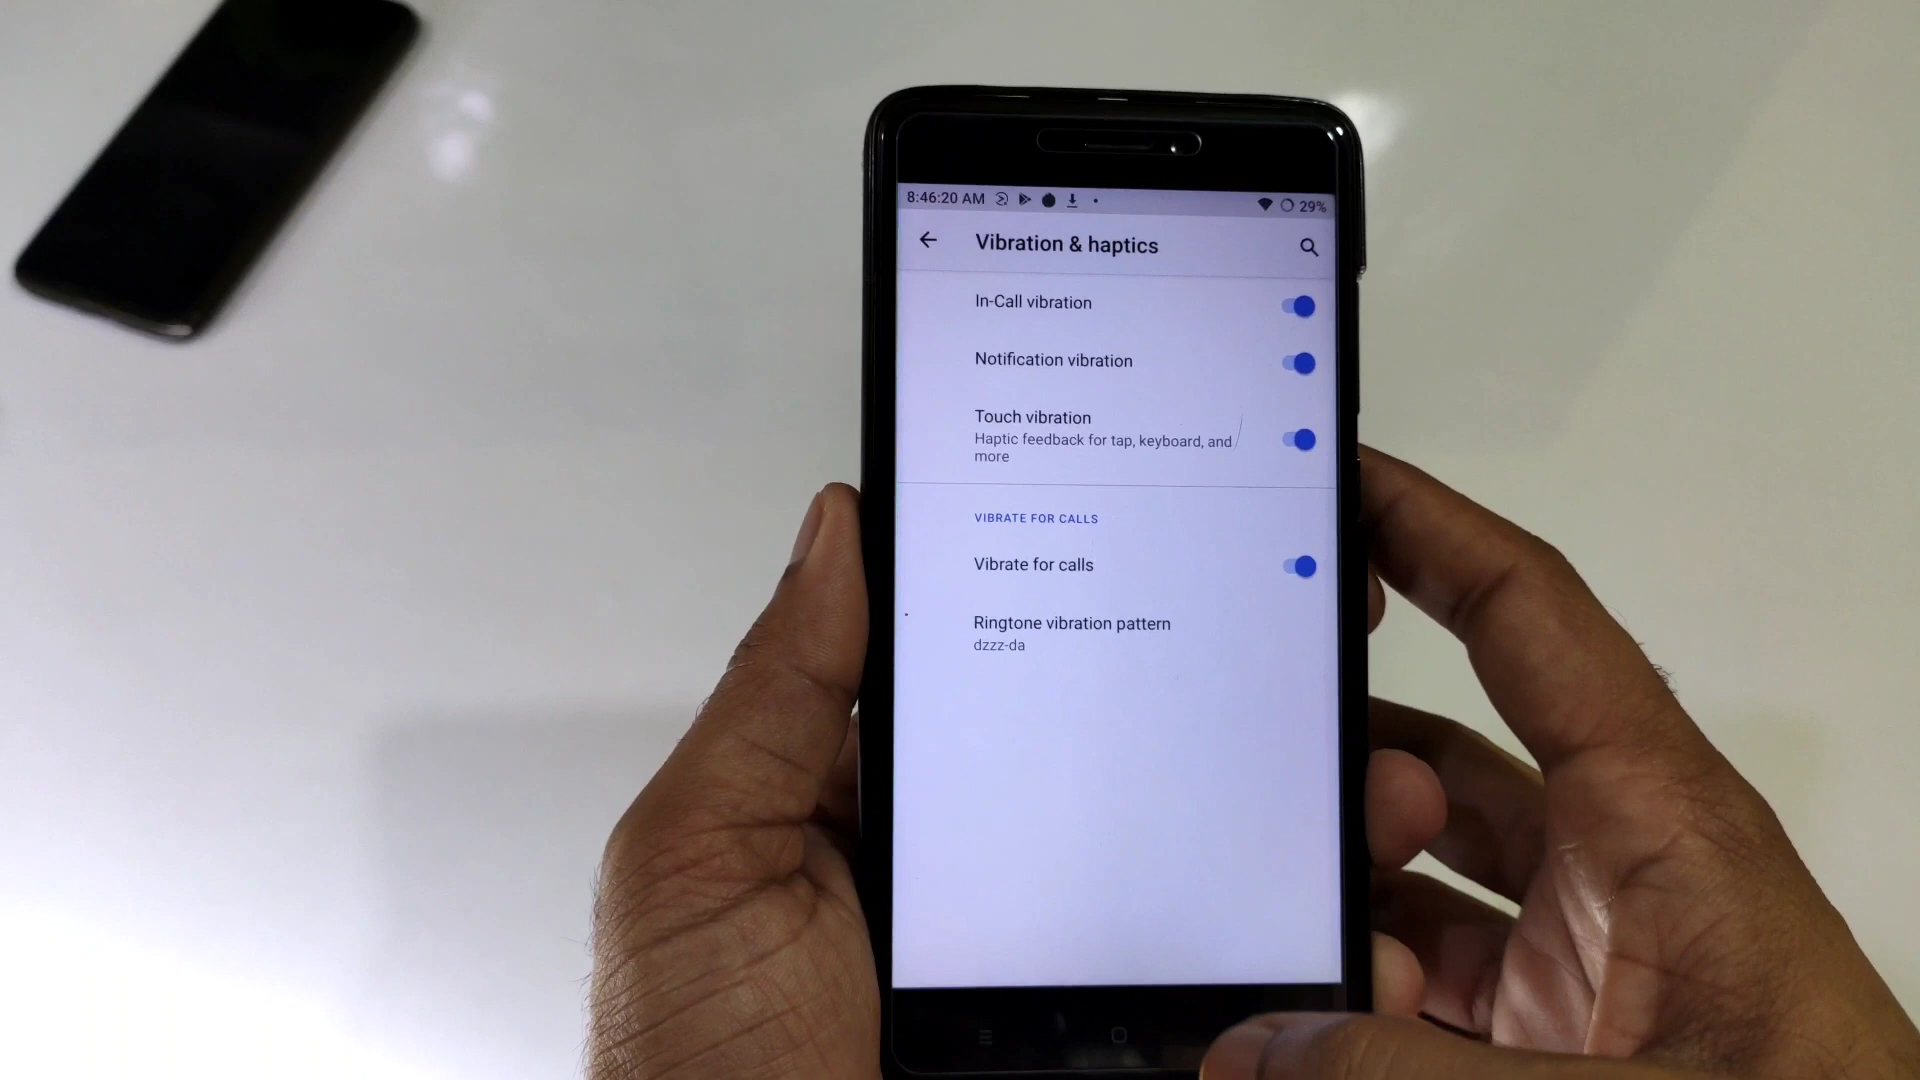 8:46:20 AM 29%
Vibration & haptics
In-Call vibration
Notification vibration
Touch vibration
Haptic feedback for tap, keyboard, and
more
VIBRATE FOR CALLS
Vibrate for calls
Ringtone vibration pattern
dzzz-da